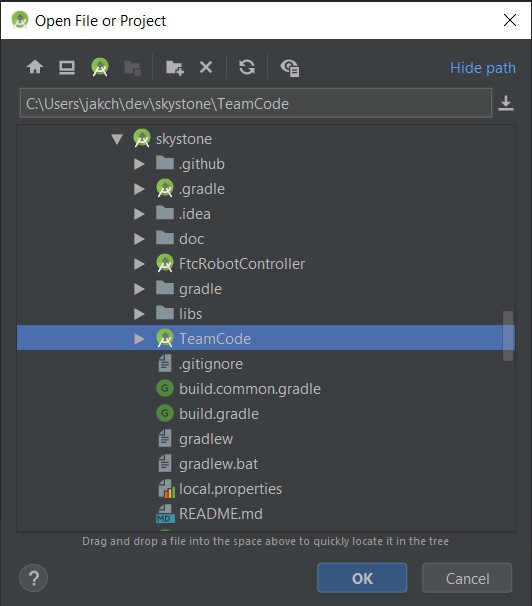 Open File or Project
Hide path
C:\Users\jakch\dev\skystone\TeamCode
skystone
.github
.gradle
.idea
doc
FtcRobotController
gradle
libs
TeamCode
.gitignore
G build.common.gradle
G build.gradle
gradlew
gradlew.bat
local.properties
MD README.md
Drag and drop a file into the space above to quickly locate it in the tree
? OK Cancel